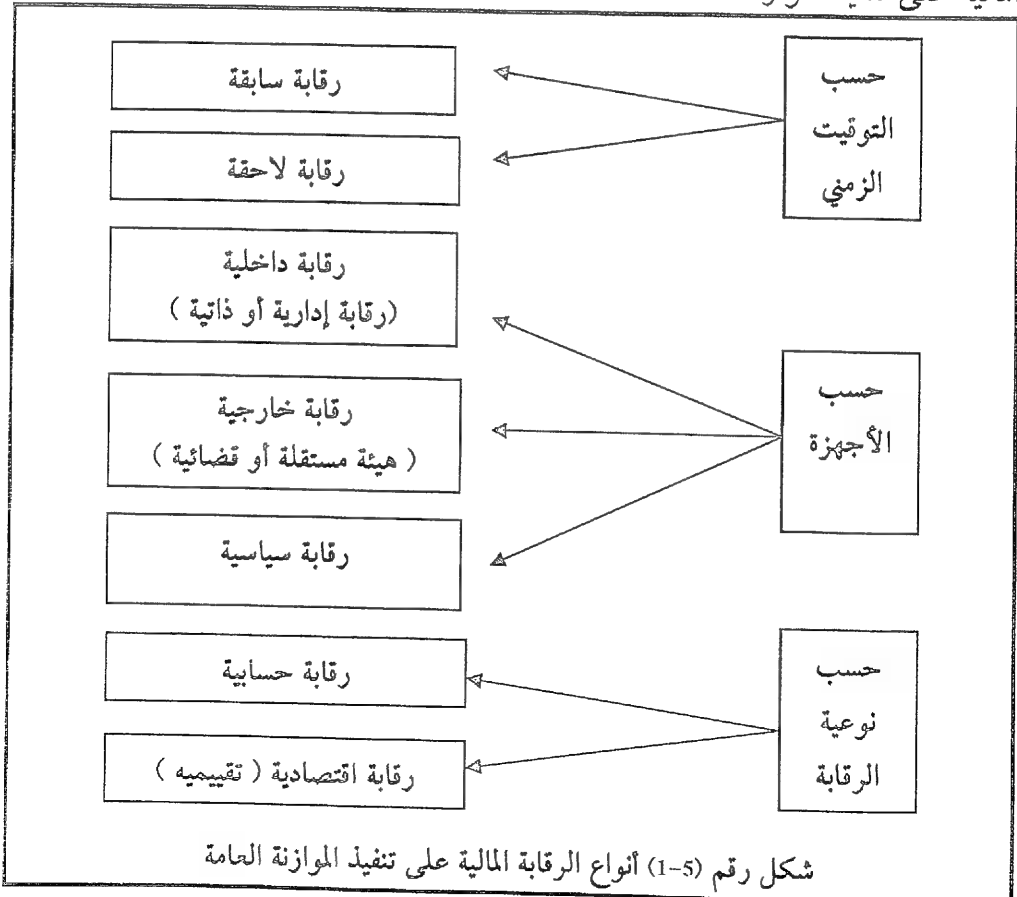 حسب
التوقيت
الزمني
رقابة سابقة
رقابة لاحقة
حسب
الأجهزة
رقابة داخلية
(رقابة إدارية أو ذاتية )
رقابة خارجية
( هيئة مستقلة أو قضائية )
رقابة سياسية
حسب
نوعية
الرقابة
رقابة حسابية
رقابة اقتصادية ( تقييميه )
شكل رقم (5-1) أنواع الرقابة المالية على تنفيذ الموازنة العامة